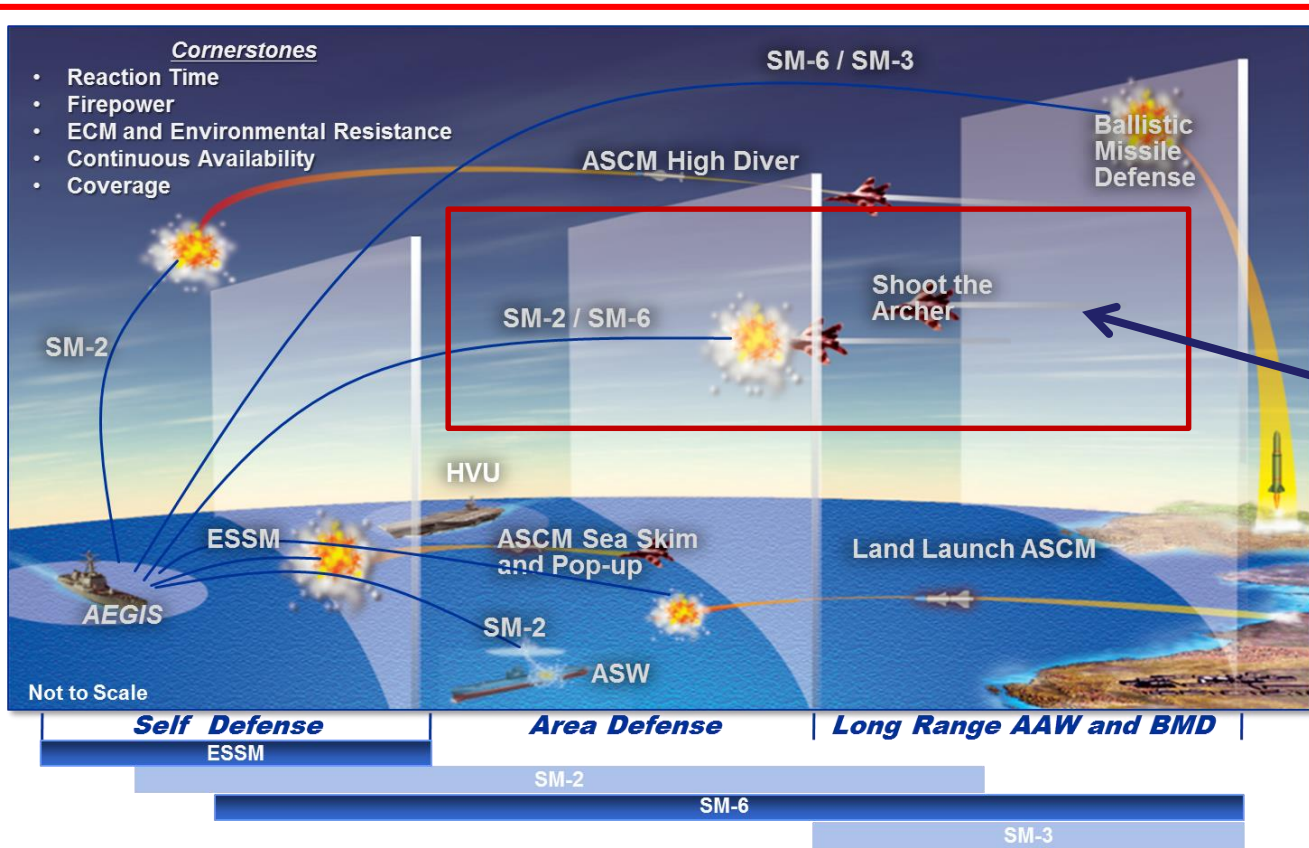 Cornerstones
• Reaction Time
• Firepower
• ECM and Environmental Resistance
• Continuous Availability
• Coverage
SM-6 / SM-3
Ballistic
Missile
Defense
ASCM High Diver
Shoot the
Archer
SM-2 / SM-6
SM-2
HVU
ESSM
ASCM Sea Skim
and Pop-up
Land Launch ASCM
AEGIS
SM-2
ASW
Not to Scale
Self Defense
Area Defense
Long Range AAW and BMD
ESSM
SM-2
SM-6
SM-3